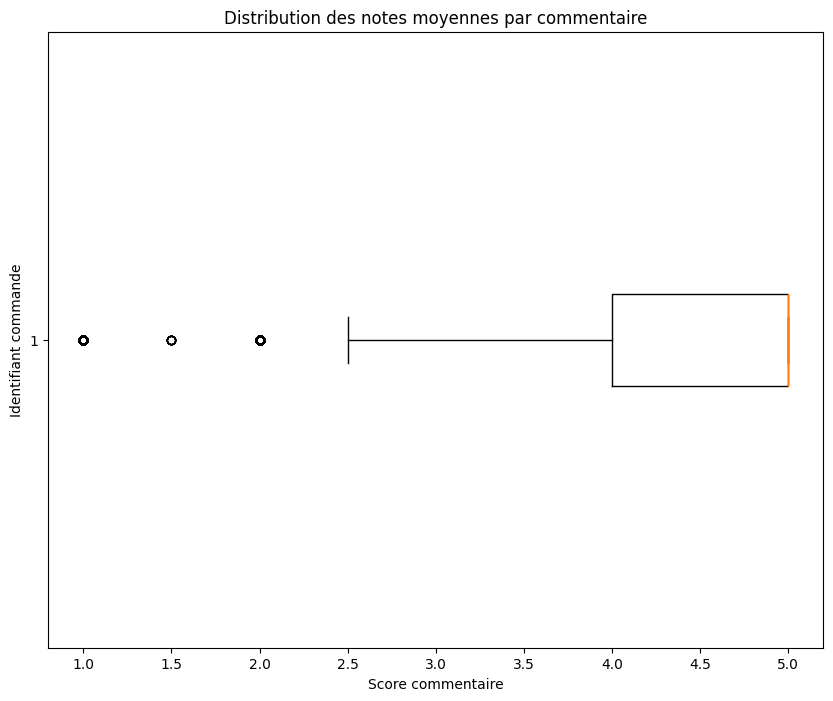 Distribution des notes moyennes par commentaire
Identifiant commande
1
1.0 1.5 2.0 2.5 3.0 3.5 4.0 4.5 5.0
Score commentaire